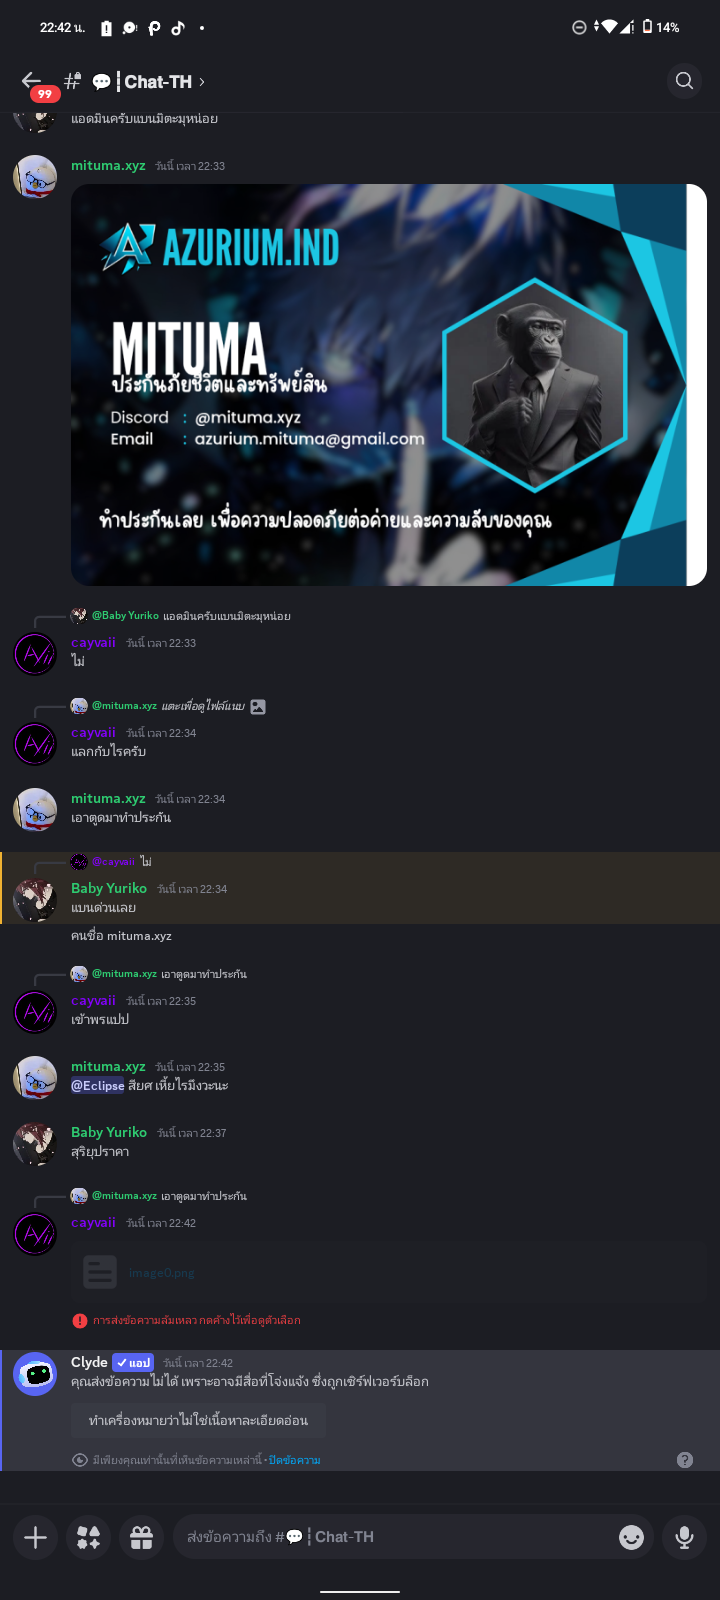 22:42 น.
14%
99
💬┇Chat-TH ›
แอดมินครับแบนมิตะมุหน่อย
mituma.xyz วันนี้ เวลา 22:33
AZURIUM.IND
MITUMA
ประกันภัยชีวิตและทรัพย์สิน
Discord : @mituma.xyz
Email : azurium.mituma@gmail.com
ทำประกันเลย เพื่อความปลอดภัยต่อค่ายและความลับของคุณ
@Baby Yuriko แอดมินครับแบนมิตะมุหน่อย
cayvaii วันนี้ เวลา 22:33
ไม่
@mituma.xyz แตะเพื่อดูไฟล์แนบ
cayvaii วันนี้ เวลา 22:34
แลกกับไรครับ
mituma.xyz วันนี้ เวลา 22:34
เอาตูดมาทำประกัน
@cayvaii ไม่
Baby Yuriko วันนี้ เวลา 22:34
แบนด่วนเลย
คนชื่อ mituma.xyz
@mituma.xyz เอาตูดมาทำประกัน
cayvaii วันนี้ เวลา 22:35
เข้าพรแปป
mituma.xyz วันนี้ เวลา 22:35
@Eclipse สียศ เหี้ยไรมึงวะนะ
Baby Yuriko วันนี้ เวลา 22:37
สุริยุปราคา
@mituma.xyz เอาตูดมาทำประกัน
cayvaii วันนี้ เวลา 22:42
image0.png
การส่งข้อความล้มเหลว กดค้างไว้เพื่อดูตัวเลือก
Clyde ✓ แอป วันนี้ เวลา 22:42
คุณส่งข้อความไม่ได้ เพราะอาจมีสื่อที่โจ่งแจ้ง ซึ่งถูกเซิร์ฟเวอร์บล็อก
ทำเครื่องหมายว่าไม่ใช่เนื้อหาละเอียดอ่อน
มีเพียงคุณเท่านั้นที่เห็นข้อความเหล่านี้ • ปิดข้อความ
ส่งข้อความถึง #💬┇Chat-TH